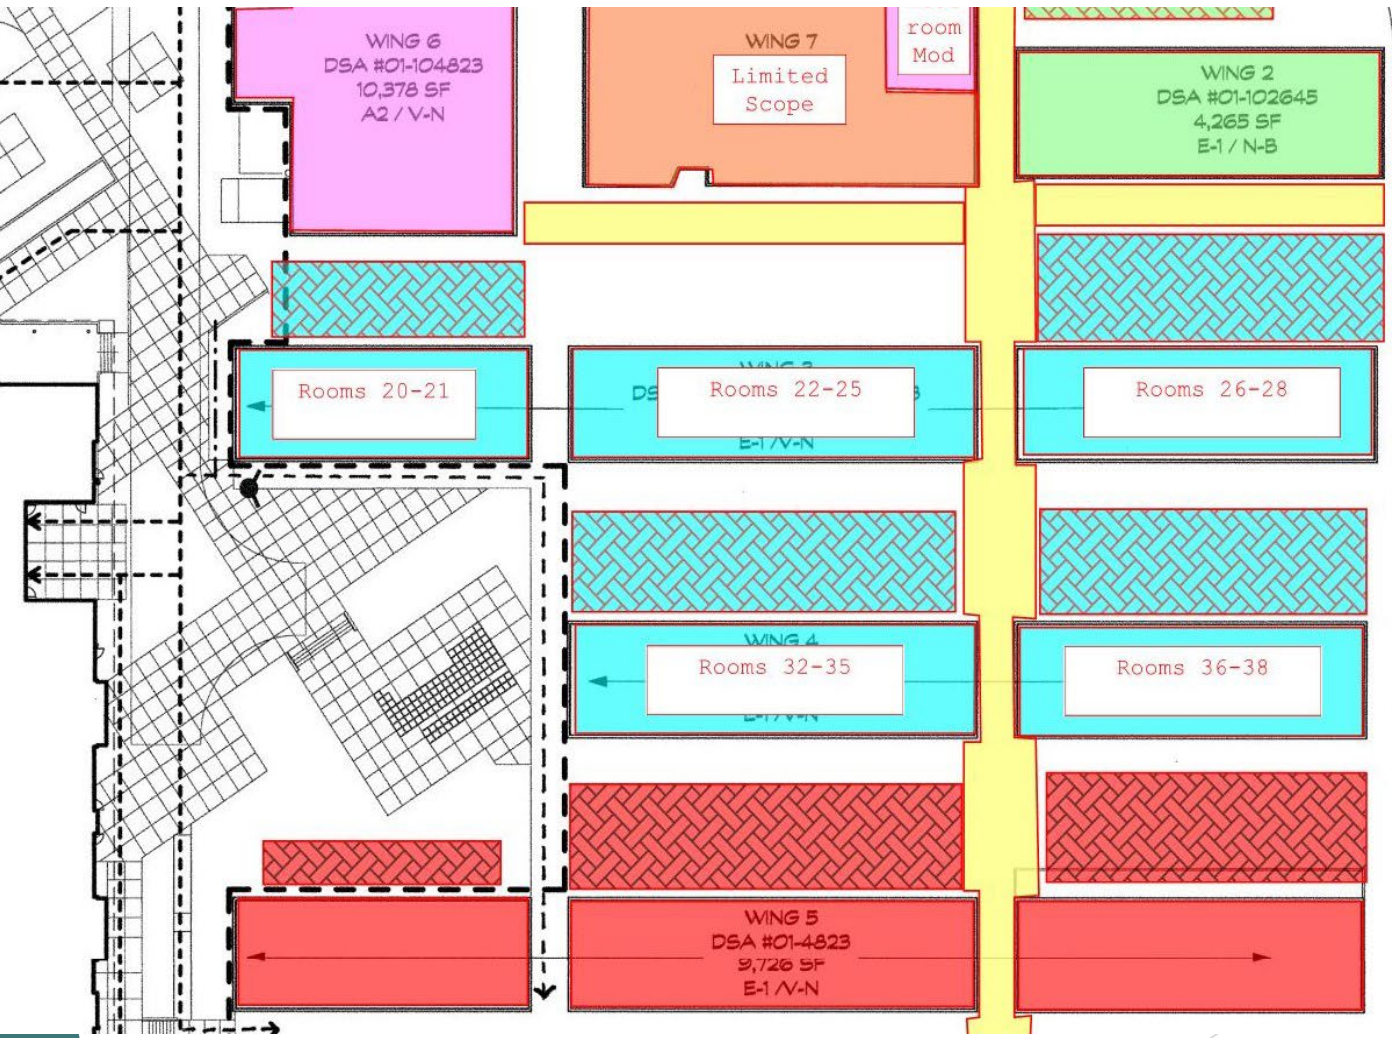 WING 6
DSA #01-104823
10,378 SF
A2 / V-N
WING 7
Limited
Scope
room
Mod
WING 2
DSA #01-102645
4,265 SF
E-1 / N-B
Rooms 20-21
Rooms 22-25
E-1 /V-N
Rooms 26-28
WING 4
Rooms 32-35
E-1 /V-N
Rooms 36-38
WING 5
DSA #01-4823
9,726 SF
E-1 /V-N